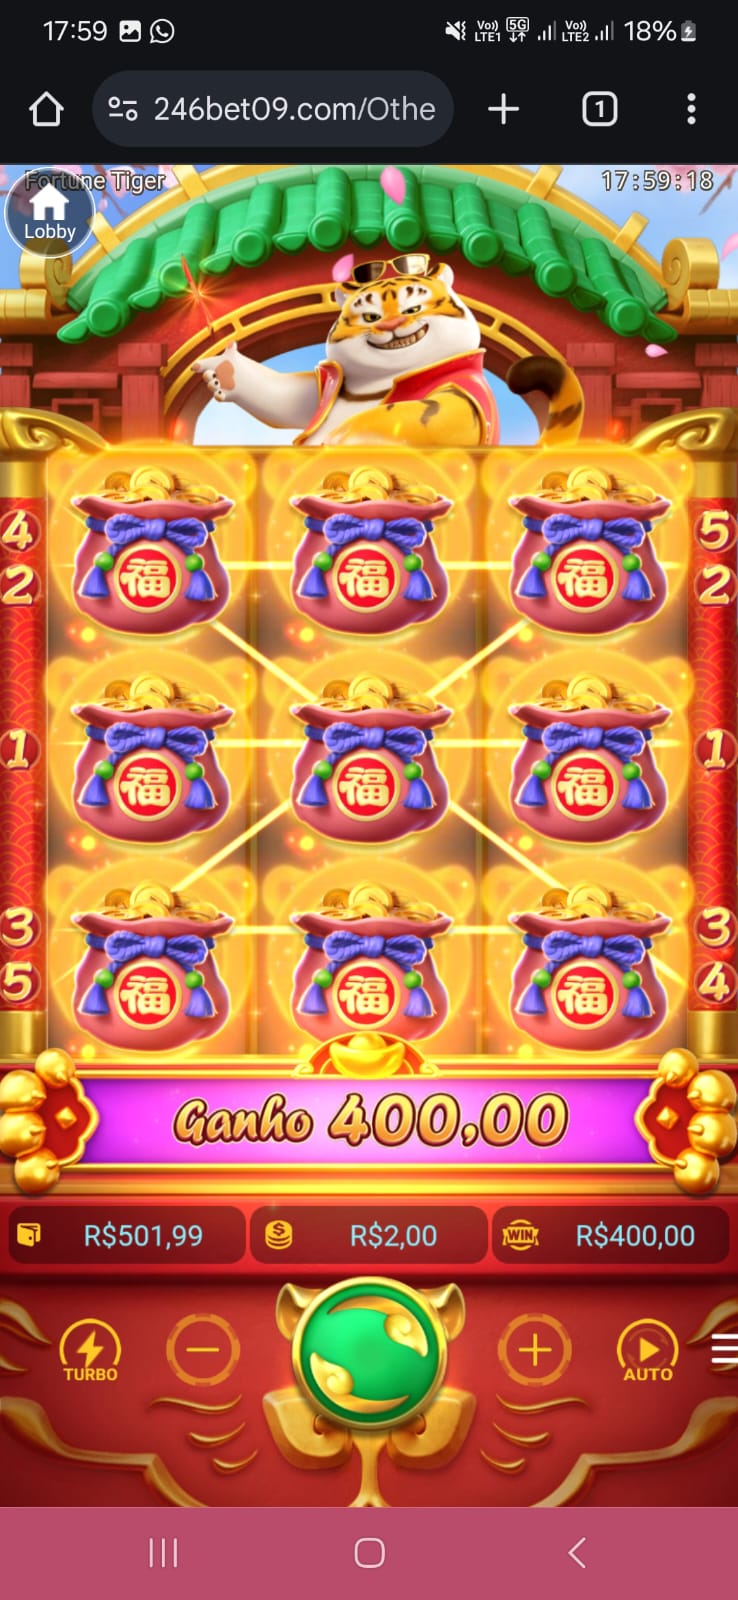 17:59
Vo)) LTE1 5G Vo)) LTE2 18%
246bet09.com/Othe
1
Fortune Tiger
17:59:18
Lobby
福 福 福
4 5
2 2
福 福 福
1 1
福 福 福
3 3
5 4
Ganho 400,00
R$501,99
$ R$2,00
WIN R$400,00
TURBO
AUTO